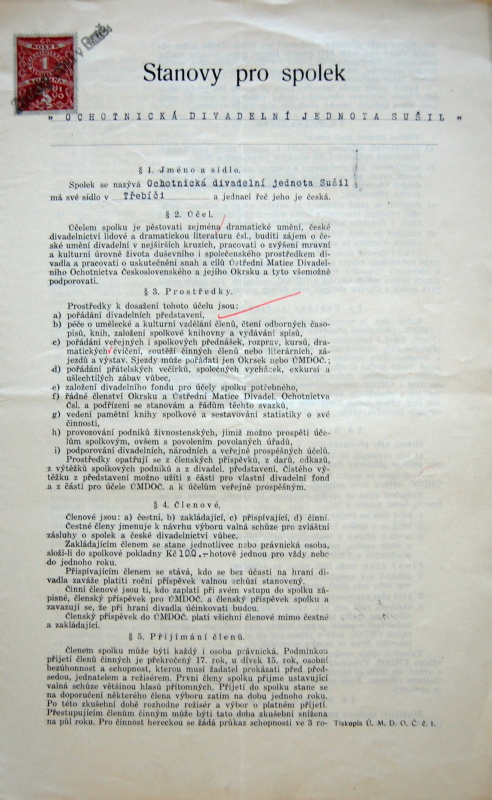 KOLEK
1
KORUNA
Stanovy pro spolek
„ OCHOTNICKÁ DIVADELNÍ JEDNOTA SUŠIL "
§ 1. Jméno a sídlo.
Spolek se nazývá Ochotnická divadelní jednota Sušil
má své sídlo v Třebíči a jednací řeč jeho je česká.
§ 2. Účel.
Účelem spolku je pěstovati zejména dramatické umění, české
divadelnictví lidové a dramatickou literaturu čsl., buditi zájem o če-
ské umění divadelní v nejširších kruzích, pracovati o zvýšení mravní
a kulturní úrovně života duševního i společenského prostředkem di-
vadla a pracovati o uskutečnění snah a cílů Ústřední Matice Divadel-
ního Ochotnictva Československého a jejího Okrsku a tyto všemožně
podporovati.
§ 3. Prostředky.
Prostředky k dosažení tohoto účelu jsou:
a) pořádání divadelních představení,
b) péče o umělecké a kulturní vzdělání členů, čtení odborných časo-
pisů, knih, založení spolkové knihovny a vydávání spisů,
c) pořádání veřejných i spolkových přednášek, rozprav, kursů, dra-
matických cvičení, soutěží činných členů nebo literárních, zá-
jezdů a výstav. Sjezdy může pořádati jen Okrsek nebo ÚMDOČ.;
d) pořádání přátelských večírků, společných vycházek, exkursí a
ušlechtilých zábav vůbec,
e) založení divadelního fondu pro účely spolku potřebného,
f) řádné členství Okrsku a Ústřední Matice Divadel. Ochotnictva
Čsl. a podřízení se stanovám a řádům těchto svazků,
g) vedení pamětní knihy spolkové a sestavování statistiky o své
činnosti,
h) provozování podniků živnostenských, jimiž možno prospěti úče-
lům spolkovým, ovšem s povolením povolaných úřadů,
i) podporování divadelních, národních a veřejně prospěšných účelů.
Prostředky opatřují se z členských příspěvků, z darů, odkazů,
z výtěžků spolkových podniků a z divadel. představení. Čistého vý-
těžku z představení možno užíti z části pro vlastní divadelní fond
a z části pro účele ÚMDOČ. a k účelům veřejně prospěšným.
§ 4. Členové.
Členové jsou: a) čestní, b) zakládající, c) přispívající, d) činní.
Čestné členy jmenuje k návrhu výboru valná schůze pro zvláštní
zásluhy o spolek a české divadelnictví vůbec.
Zakládajícím členem se stane jednotlivec nebo právnická osoba,
složí-li do spolkové pokladny Kč 100.- hotově jednou pro vždy nebo
do jednoho roku.
Přispívajícím členem se stává, kdo se bez účasti na hraní di-
vadla zaváže platiti roční příspěvek valnou schůzí stanovený.
Činní členové jsou ti, kdo zaplatí při svém vstupu do spolku zá-
pisné, členský příspěvek pro ÚMDOČ. a členský příspěvek spolku a
zavazují se, že při hraní divadla účinkovati budou.
Členský příspěvek do ÚMDOČ. platí všichni členové mimo čestné
a zakládající.
§ 5. Přijímání členů.
Členem spolku může býti každý i osoba právnická. Podmínkou
přijetí členů činných je překročený 17. rok, u dívek 15. rok, osobní
bezúhonnost a schopnost, kterou musí žadatel prokázati před před-
sedou, jednatelem a režisérem. První členy spolku přijme ustavující
valná schůze většinou hlasů přítomných. Přijetí do spolku stane se
na doporučení některého člena výboru zatím na dobu jednoho roku.
Po této zkušební době rozhodne režisér a výbor o platném přijetí.
Přestupujícím členům činným může býti tato doba zkušební snížena
na půl roku. Pro činnost hereckou se žádá průkaz schopnosti ve 3 ro-
Tiskopis Ú. M. D. O. Č. č. 1.